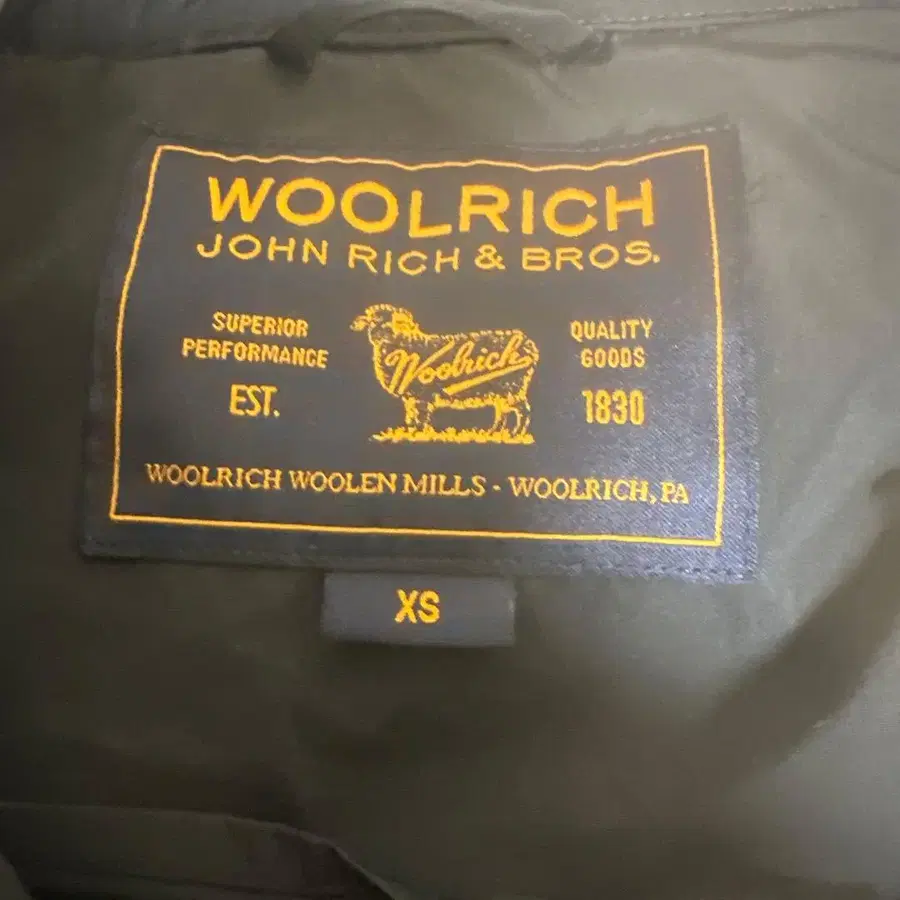 WOOLRICH
JOHN RICH & BROS.
SUPERIOR
PERFORMANCE
EST.
Woolrich
QUALITY
GOODS
1830
WOOLRICH WOOLEN MILLS - WOOLRICH, PA
XS